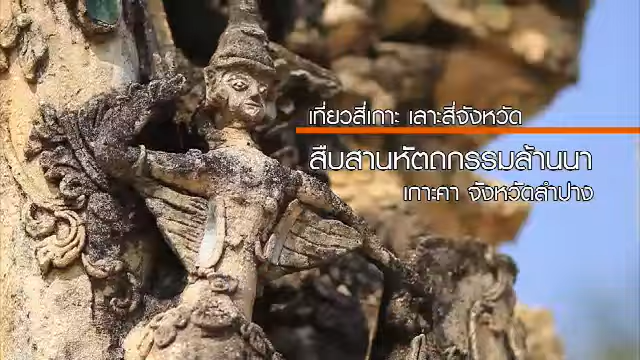 เที่ยวสี่เกาะ เลาะสี่จังหวัด
สืบสานหัตถกรรมล้านนา
เกาะคา จังหวัดลำปาง